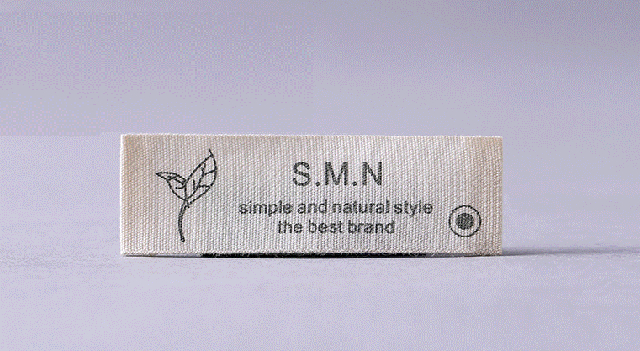 S.M.N
simple and natural style
the best brand